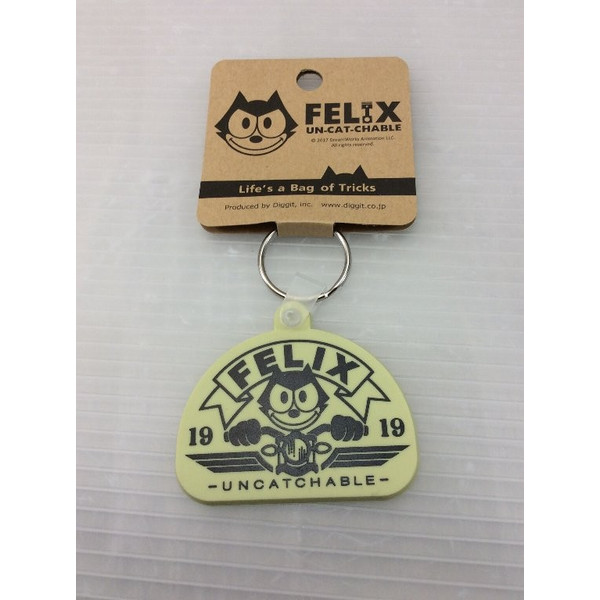 FELIX
UN-CAT-CHABLE
© 2017 DreamWorks Animation LLC.
All rights reserved.
Life's a Bag of Tricks
Produced by Diggit, inc. www.diggit.co.jp
FELIX
19 19
-UNCATCHABLE-